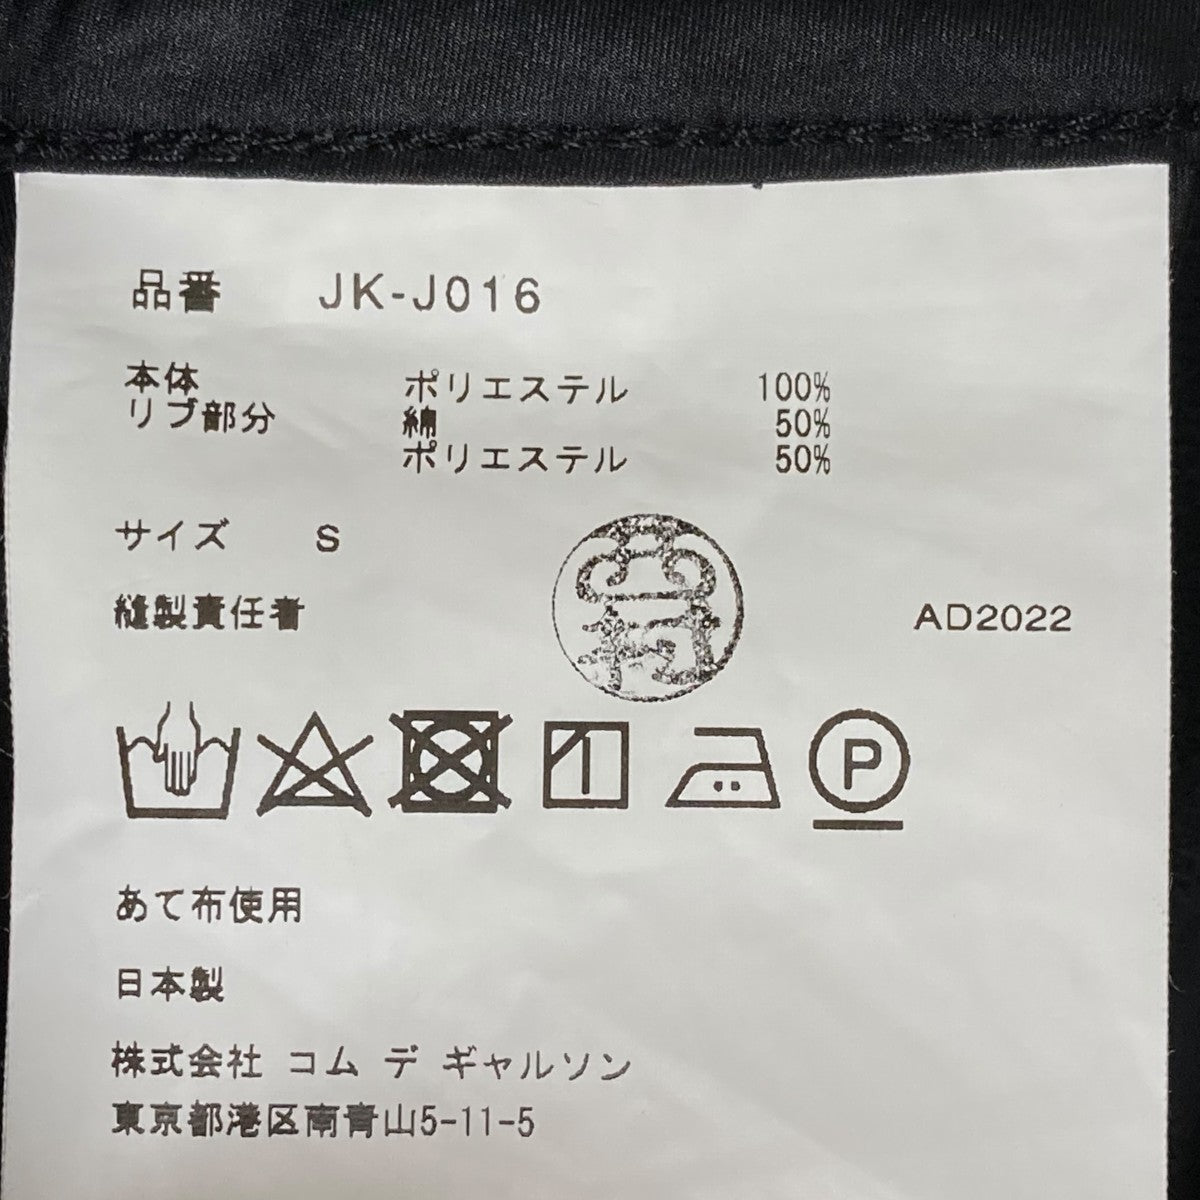 品番 JK-J016
本体 ポリエステル 100%
リブ部分 綿 50%
ポリエステル 50%
サイズ S
縫製責任者 AD2022
P
あて布使用
日本製
株式会社 コム デ ギャルソン
東京都港区南青山5-11-5